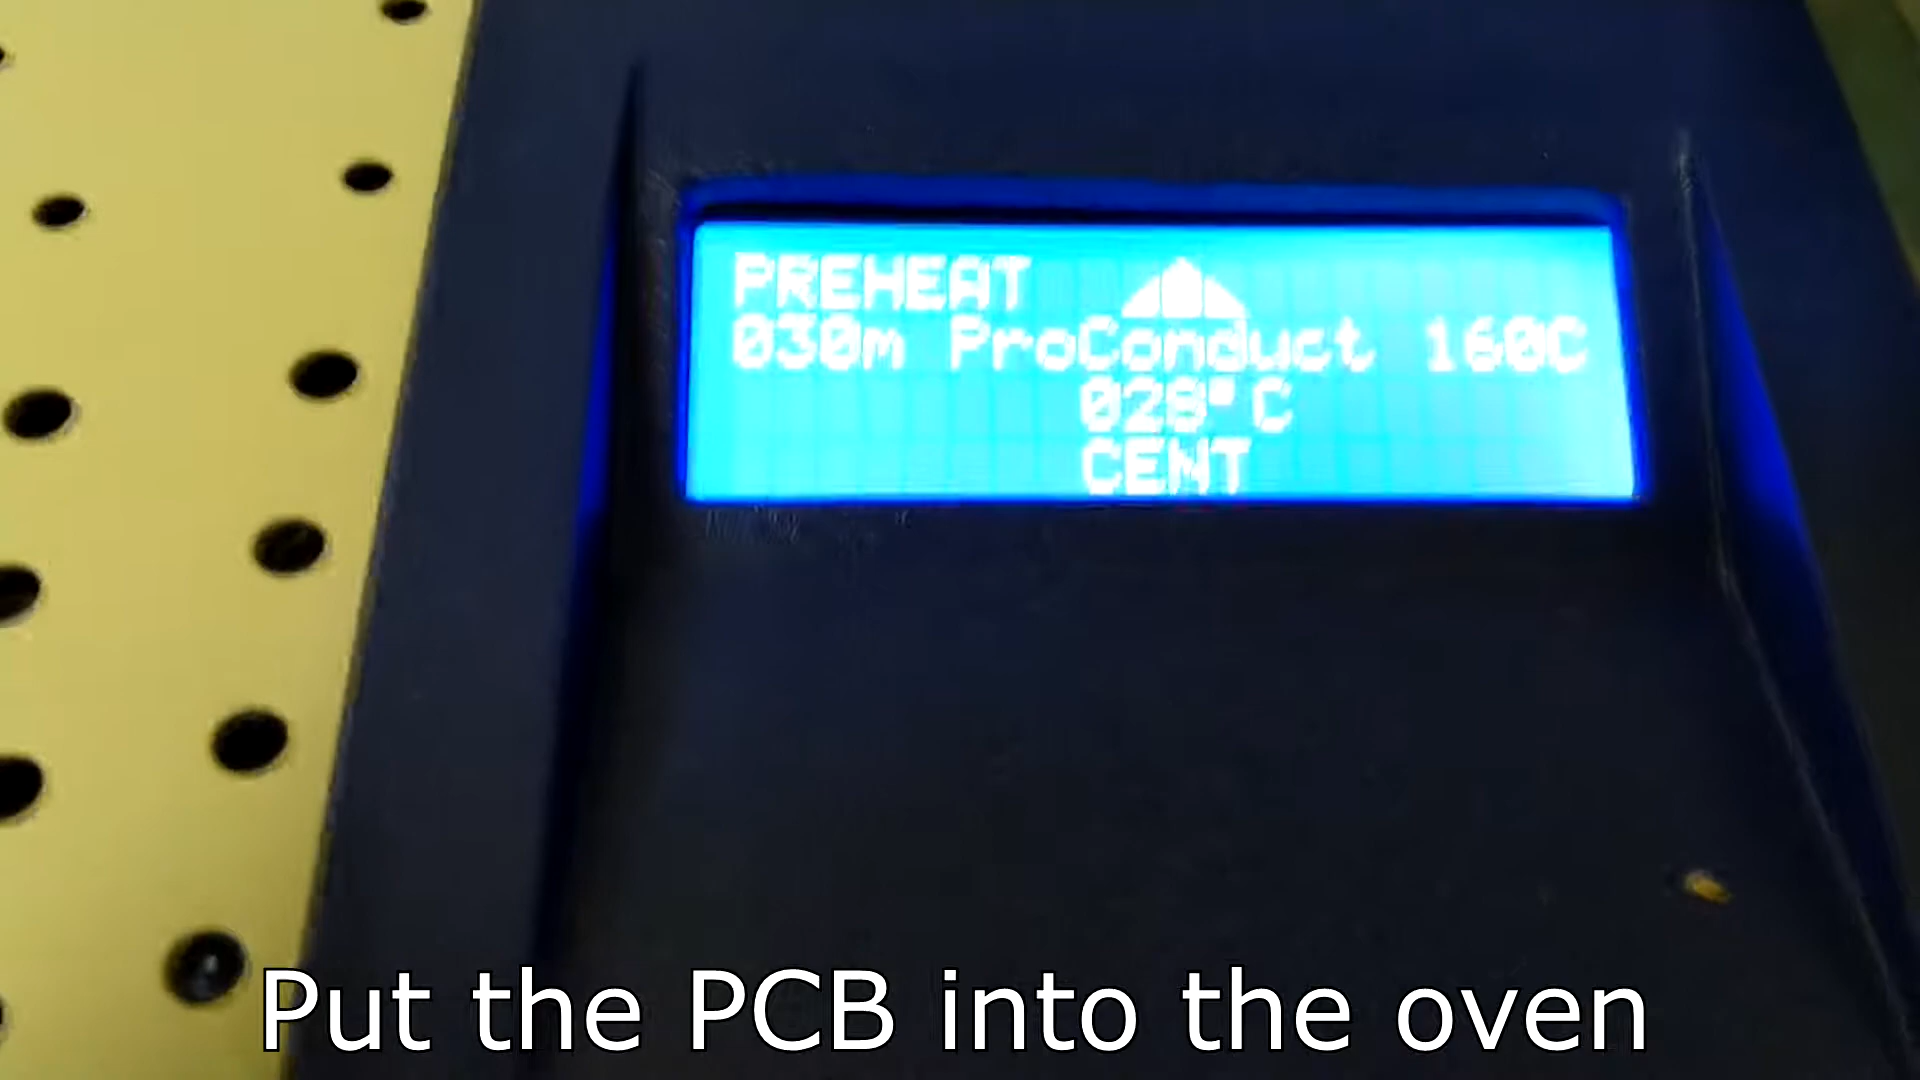 PREHEAT
030m ProConduct 160C
028°C
CENT
Put the PCB into the oven